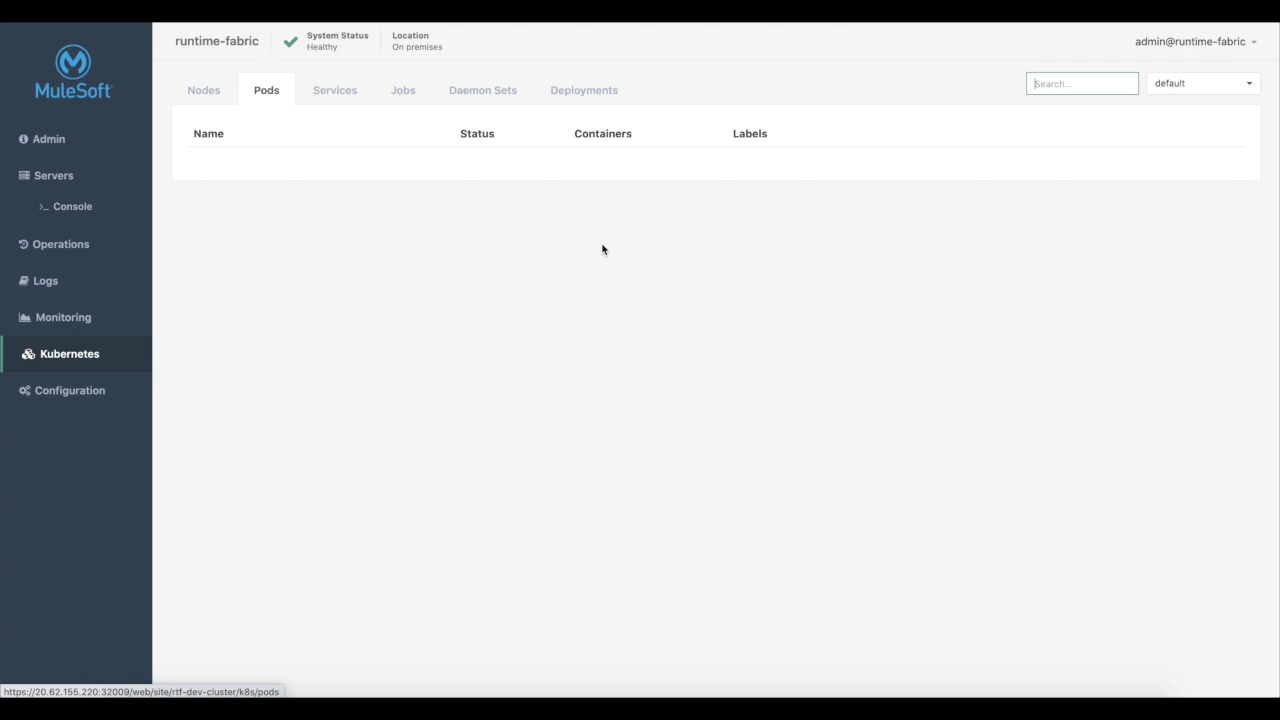 MuleSoft
runtime-fabric
System Status
Healthy
Location
On premises
admin@runtime-fabric
Nodes
Pods
Services
Jobs
Daemon Sets
Deployments
Search...
default
Name
Status
Containers
Labels
Admin
Servers
>_ Console
Operations
Logs
Monitoring
Kubernetes
Configuration
https://20.62.155.220:32009/web/site/rtf-dev-cluster/k8s/pods